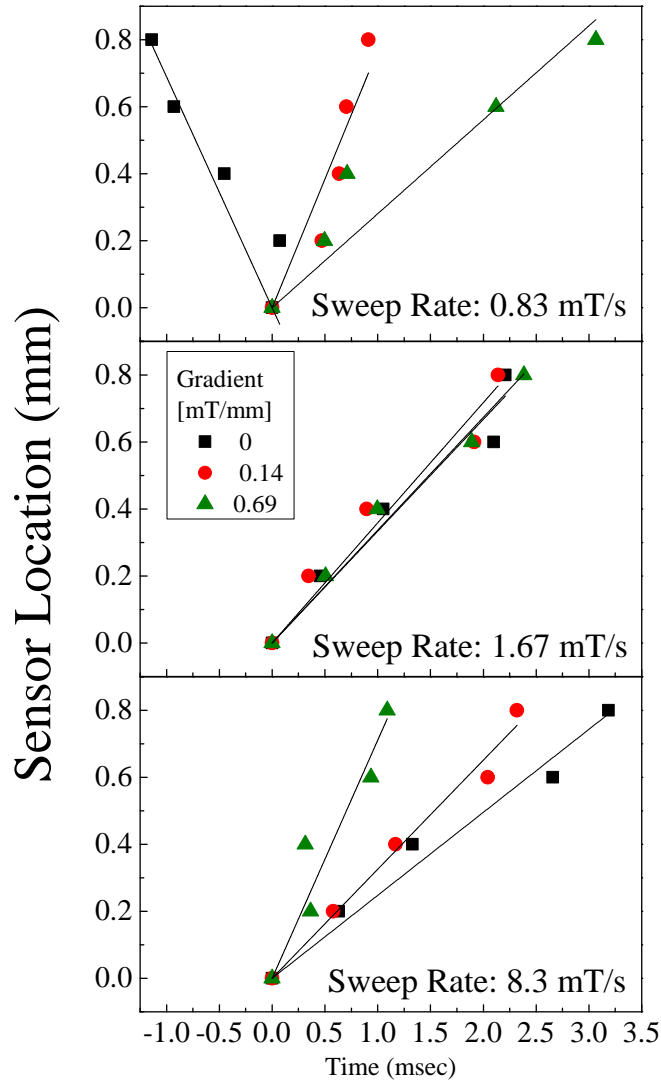 Sensor Location (mm)
0.8
0.6
0.4
0.2
0.0
Sweep Rate: 0.83 mT/s
0.8
0.6
0.4
0.2
0.0
Gradient
[mT/mm]
0
0.14
0.69
Sweep Rate: 1.67 mT/s
0.8
0.6
0.4
0.2
0.0
Sweep Rate: 8.3 mT/s
-1.0 -0.5 0.0 0.5 1.0 1.5 2.0 2.5 3.0 3.5
Time (msec)